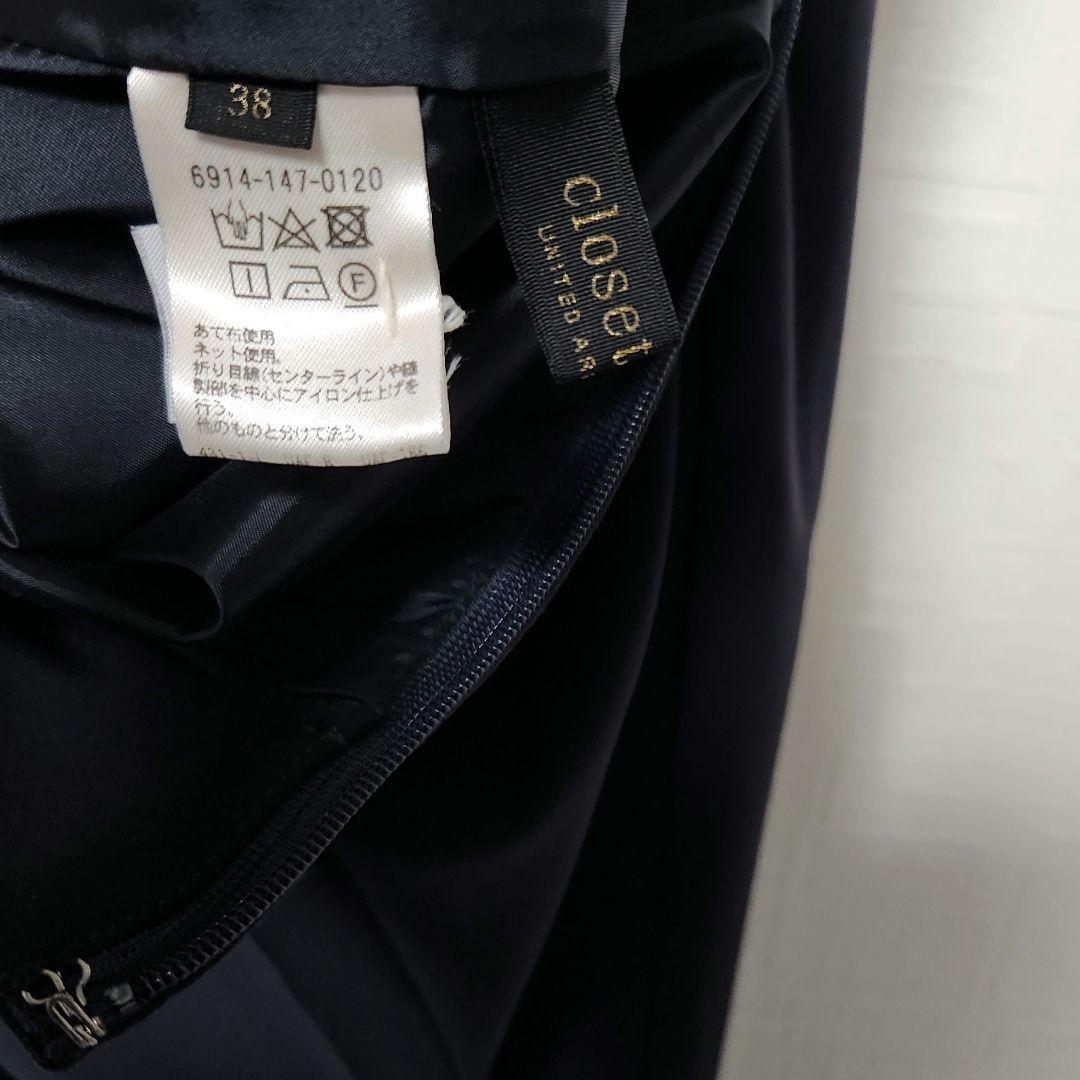 38
6914-147-0120
F
あて布使用
ネット使用。
折り目線(センターライン)や縫
製部を中心にアイロン仕上げを
行う。
他のものと分けて洗う。
closet
UNITED AR